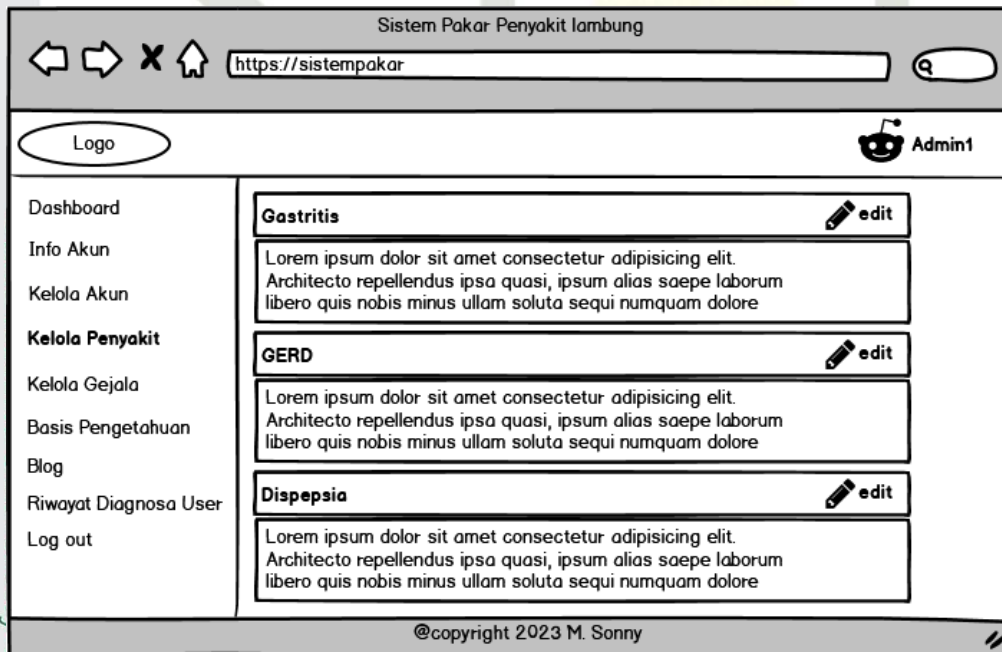 Sistem Pakar Penyakit lambung
https://sistempakar
Logo
Admin1
Dashboard
Info Akun
Kelola Akun
Kelola Penyakit
Kelola Gejala
Basis Pengetahuan
Blog
Riwayat Diagnosa User
Log out
Gastritis
edit
Lorem ipsum dolor sit amet consectetur adipisicing elit.
Architecto repellendus ipsa quasi, ipsum alias saepe laborum
libero quis nobis minus ullam soluta sequi numquam dolore
GERD
edit
Lorem ipsum dolor sit amet consectetur adipisicing elit.
Architecto repellendus ipsa quasi, ipsum alias saepe laborum
libero quis nobis minus ullam soluta sequi numquam dolore
Dispepsia
edit
Lorem ipsum dolor sit amet consectetur adipisicing elit.
Architecto repellendus ipsa quasi, ipsum alias saepe laborum
libero quis nobis minus ullam soluta sequi numquam dolore
@copyright 2023 M. Sonny